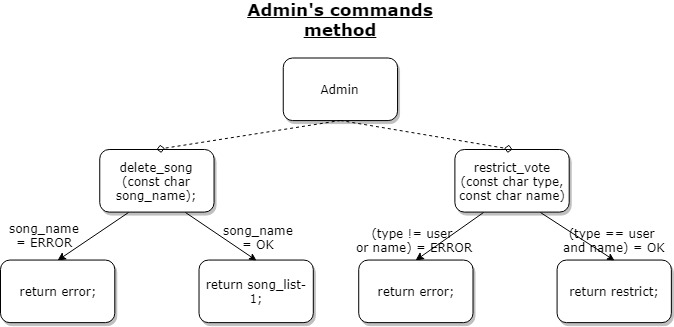 Admin's commands
method
Admin
delete_song
(const char
song_name);
restrict_vote
(const char type,
const char name)
song_name
= ERROR
song_name
= OK
(type != user
or name) = ERROR
(type == user
and name) = OK
return error;
return song_list-
1;
return error;
return restrict;